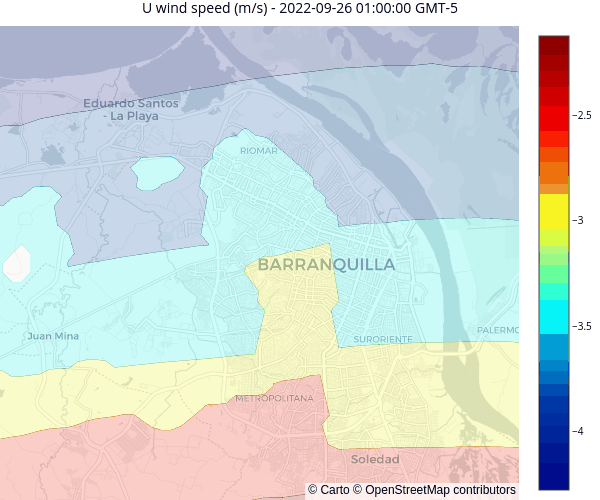 U wind speed (m/s) - 2022-09-26 01:00:00 GMT-5
Eduardo Santos
- La Playa
RIOMAR
BARRANQUILLA
Juan Mina
SURORIENTE
PALERMO
METROPOLITANA
Soledad
© Carto © OpenStreetMap contributors
−2.5
−3
−3.5
−4